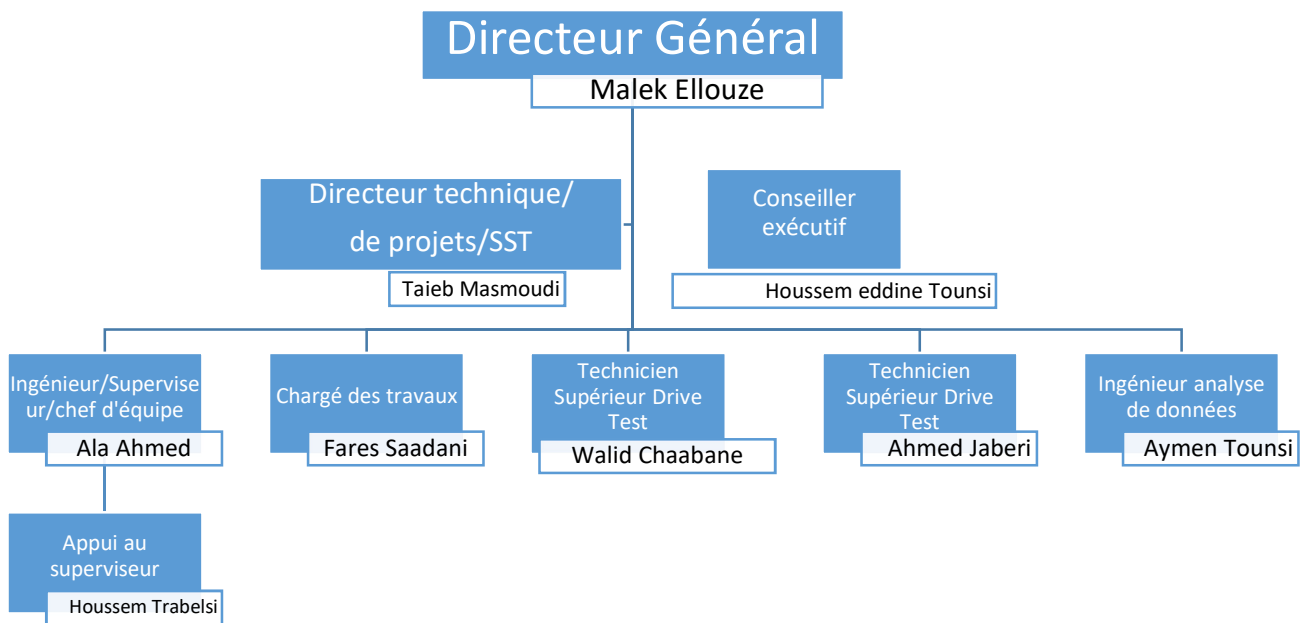 Directeur Général
Malek Ellouze
Directeur technique/
de projets/SST
Taieb Masmoudi
Conseiller
exécutif
Houssem eddine Tounsi
Ingénieur/Supervise
ur/chef d'équipe
Ala Ahmed
Chargé des travaux
Fares Saadani
Technicien
Supérieur Drive
Test
Walid Chaabane
Technicien
Supérieur Drive
Test
Ahmed Jaberi
Ingénieur analyse
de données
Aymen Tounsi
Appui au
superviseur
Houssem Trabelsi